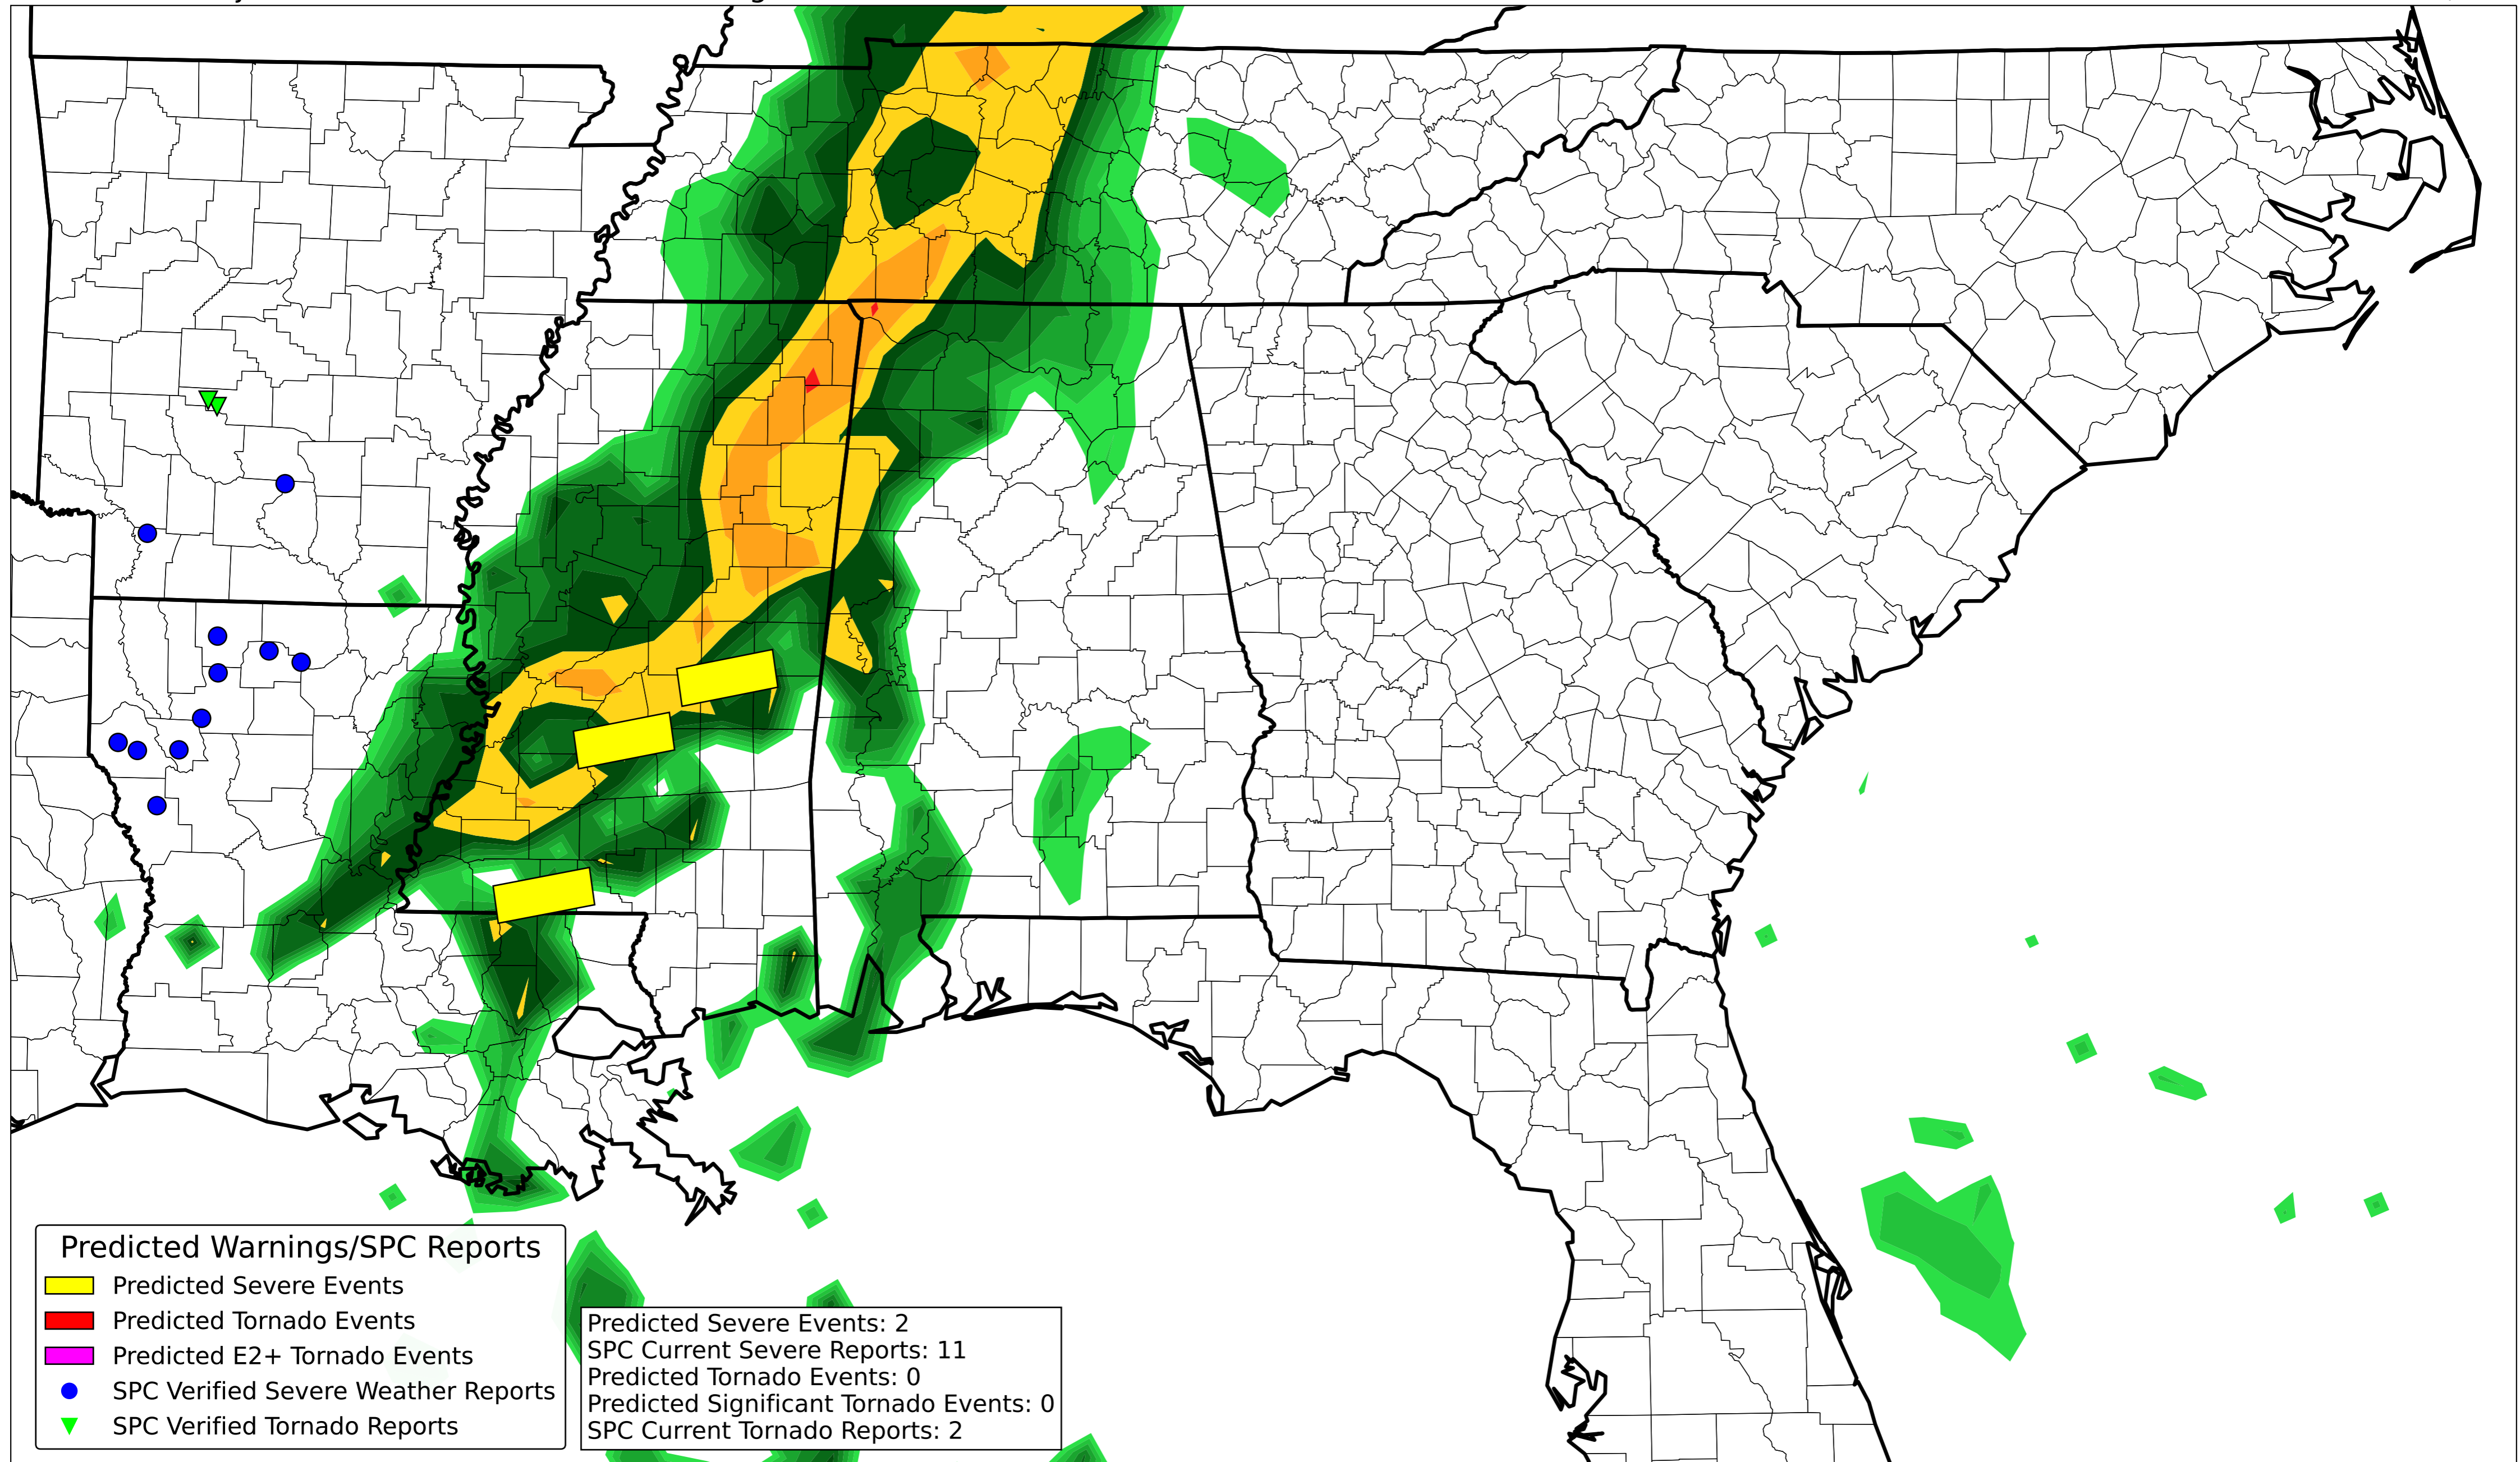 Predicted Warnings/SPC Reports
Predicted Severe Events
Predicted Tornado Events
Predicted E2+ Tornado Events
SPC Verified Severe Weather Reports
SPC Verified Tornado Reports
Predicted Severe Events: 2
SPC Current Severe Reports: 11
Predicted Tornado Events: 0
Predicted Significant Tornado Events: 0
SPC Current Tornado Reports: 2